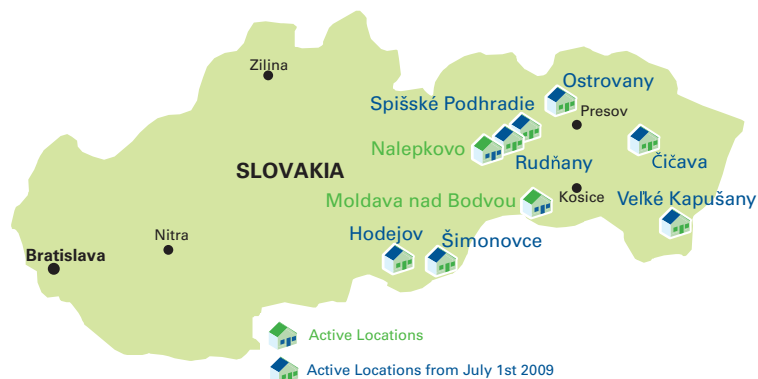 Zilina
Ostrovany
Spišské Podhradie
Presov
Nalepkovo
Rudňany
Čičava
SLOVAKIA
Moldava nad Bodvou
Kosice
Veľké Kapušany
Nitra
Hodejov
Šimonovce
Bratislava
Active Locations
Active Locations from July 1st 2009